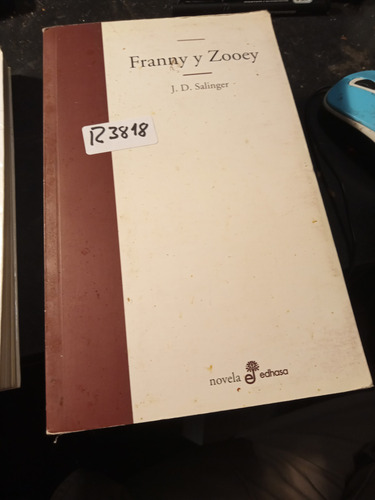 Franny y Zooey
J. D. Salinger
R3818
novela edhasa